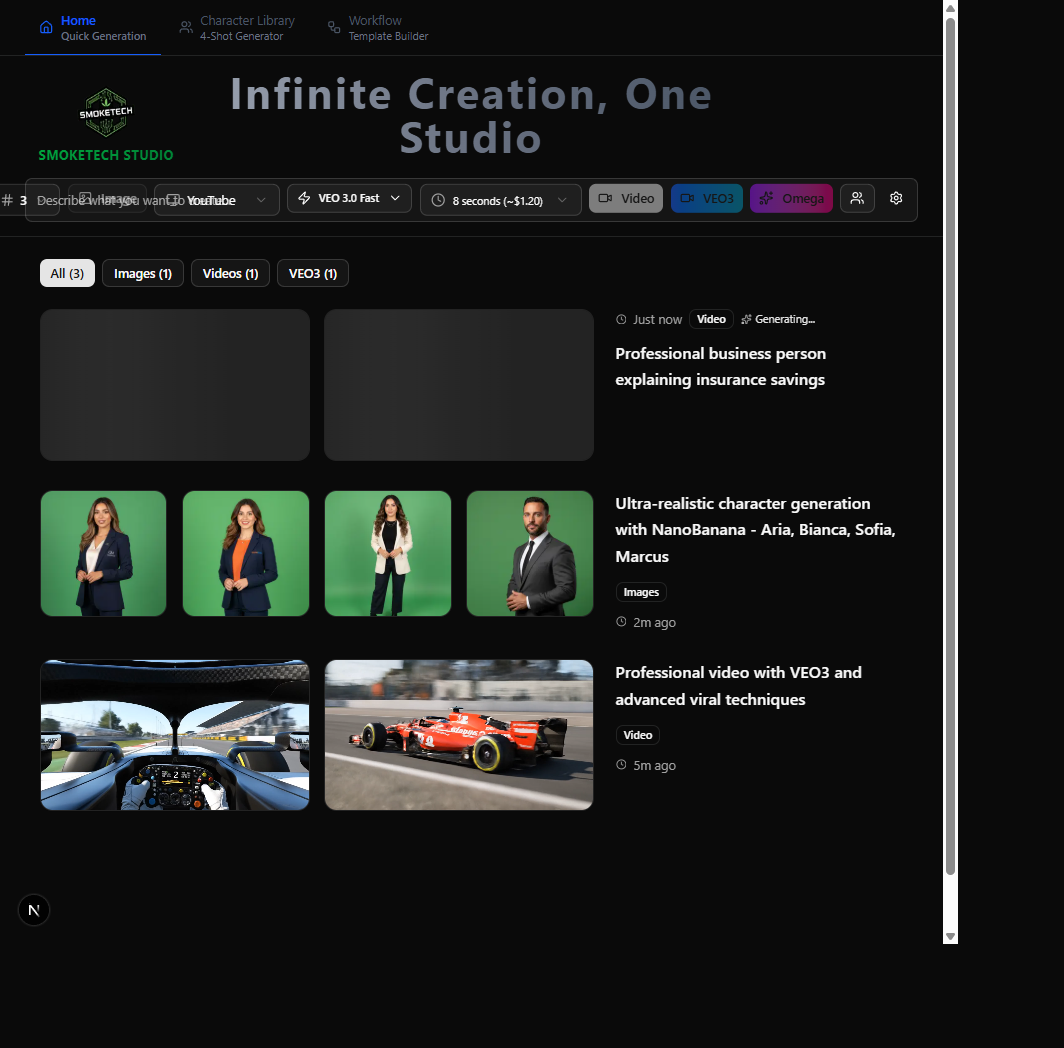 Home
Quick Generation
Character Library
4-Shot Generator
Workflow
Template Builder
Infinite Creation, One
Studio
SMOKETECH
SMOKETECH STUDIO
3
Describe what you want to
Image
YouTube
VEO 3.0 Fast
8 seconds (~$1.20)
Video
VEO3
Omega
All (3)
Images (1)
Videos (1)
VEO3 (1)
Just now
Video
Generating...
Professional business person
explaining insurance savings
Ultra-realistic character generation
with NanoBanana - Aria, Bianca, Sofia,
Marcus
Images
2m ago
Professional video with VEO3 and
advanced viral techniques
Video
5m ago
N